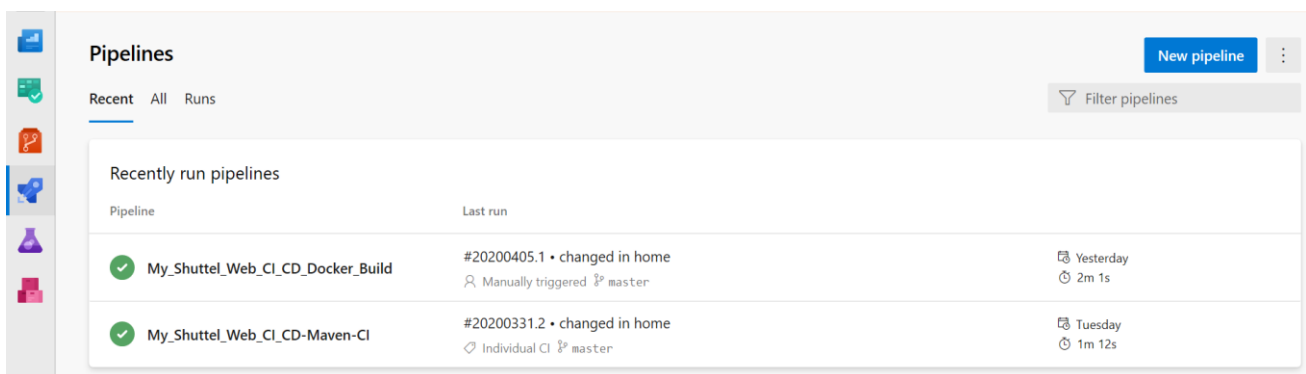 Pipelines
New pipeline
Recent All Runs
Filter pipelines
Recently run pipelines
Pipeline Last run
My_Shuttel_Web_CI_CD_Docker_Build
#20200405.1 • changed in home
Manually triggered master
Yesterday
2m 1s
My_Shuttel_Web_CI_CD-Maven-CI
#20200331.2 • changed in home
Individual CI master
Tuesday
1m 12s